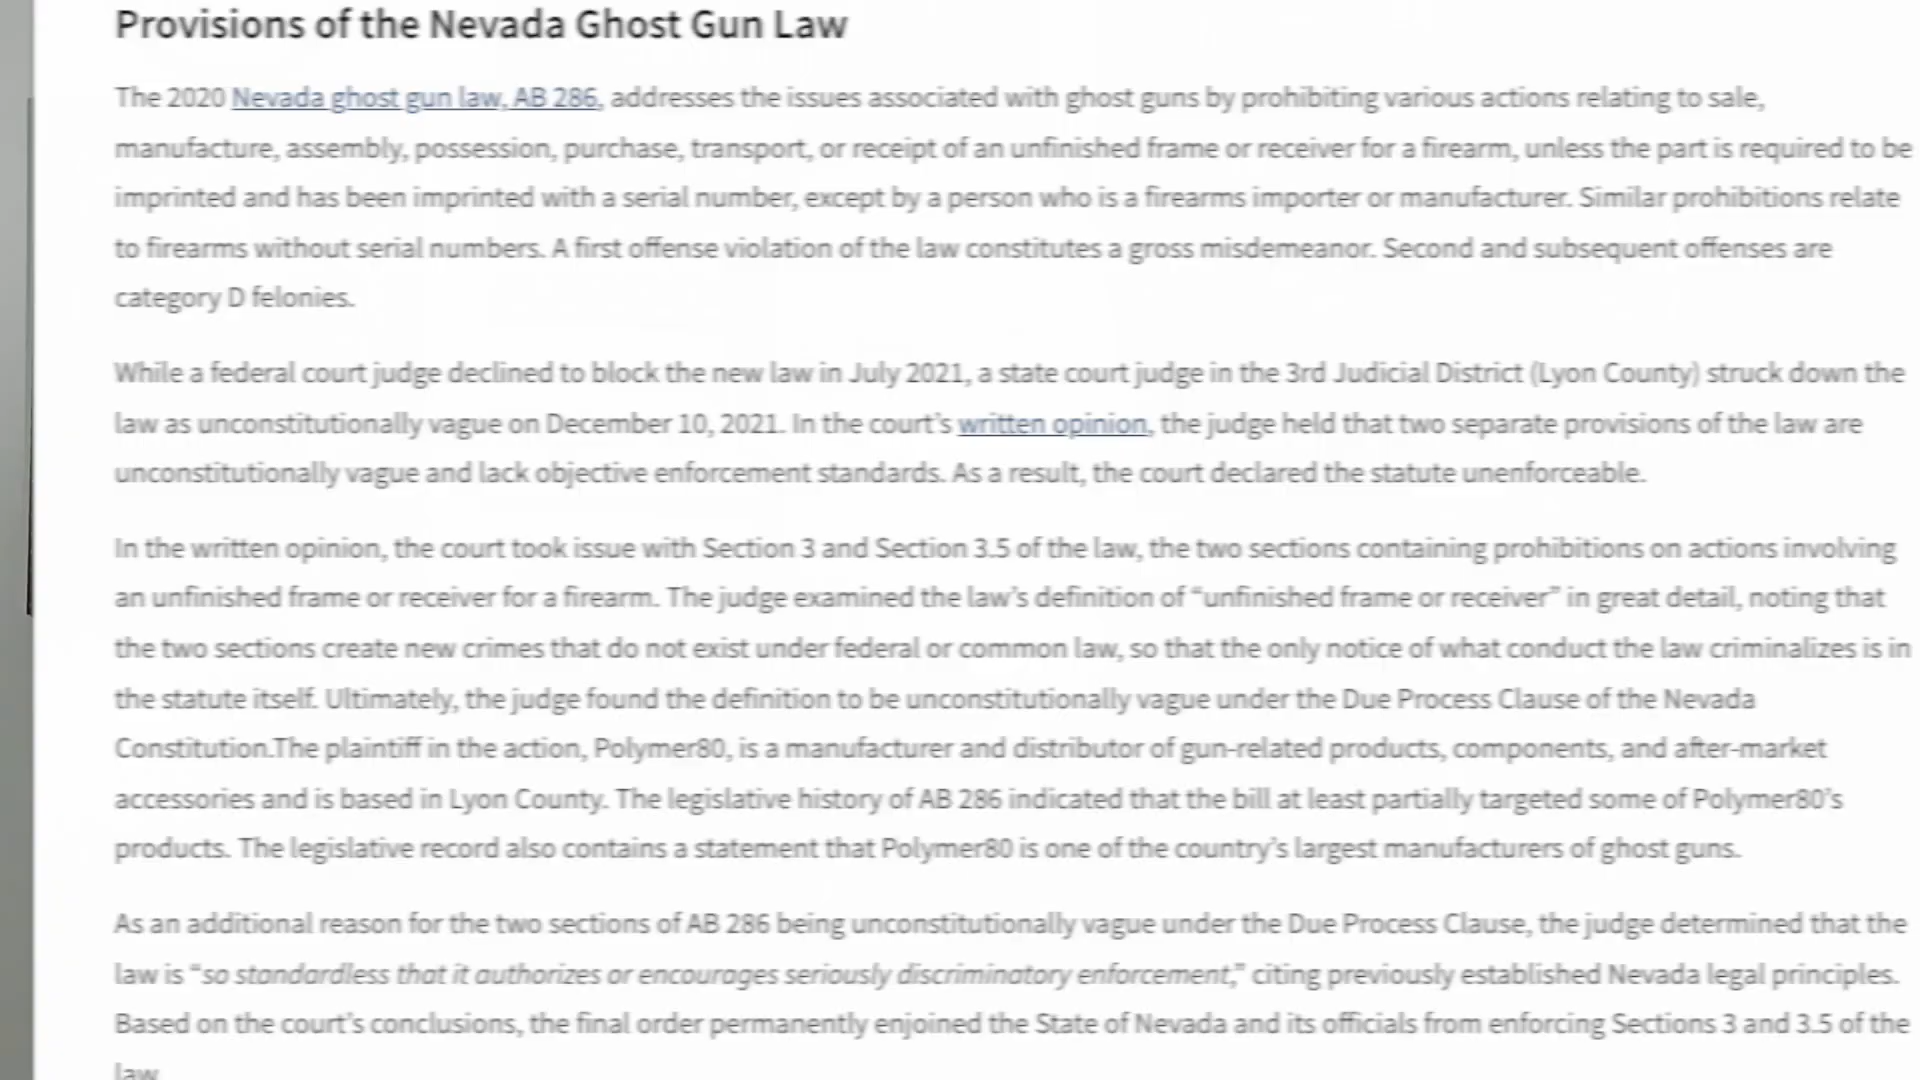 Provisions of the Nevada Ghost Gun Law
The 2020 Nevada ghost gun law, AB 286, addresses the issues associated with ghost guns by prohibiting various actions relating to sale,
manufacture, assembly, possession, purchase, transport, or receipt of an unfinished frame or receiver for a firearm, unless the part is required to be
imprinted and has been imprinted with a serial number, except by a person who is a firearms importer or manufacturer. Similar prohibitions relate
to firearms without serial numbers. A first offense violation of the law constitutes a gross misdemeanor. Second and subsequent offenses are
category D felonies.
While a federal court judge declined to block the new law in July 2021, a state court judge in the 3rd Judicial District (Lyon County) struck down the
law as unconstitutionally vague on December 10, 2021. In the court's written opinion, the judge held that two separate provisions of the law are
unconstitutionally vague and lack objective enforcement standards. As a result, the court declared the statute unenforceable.
In the written opinion, the court took issue with Section 3 and Section 3.5 of the law, the two sections containing prohibitions on actions involving
an unfinished frame or receiver for a firearm. The judge examined the law's definition of “unfinished frame or receiver” in great detail, noting that
the two sections create new crimes that do not exist under federal or common law, so that the only notice of what conduct the law criminalizes is in
the statute itself. Ultimately, the judge found the definition to be unconstitutionally vague under the Due Process Clause of the Nevada
Constitution.The plaintiff in the action, Polymer80, is a manufacturer and distributor of gun-related products, components, and after-market
accessories and is based in Lyon County. The legislative history of AB 286 indicated that the bill at least partially targeted some of Polymer80's
products. The legislative record also contains a statement that Polymer80 is one of the country's largest manufacturers of ghost guns.
As an additional reason for the two sections of AB 286 being unconstitutionally vague under the Due Process Clause, the judge determined that the
law is “so standardless that it authorizes or encourages seriously discriminatory enforcement,” citing previously established Nevada legal principles.
Based on the court's conclusions, the final order permanently enjoined the State of Nevada and its officials from enforcing Sections 3 and 3.5 of the
law